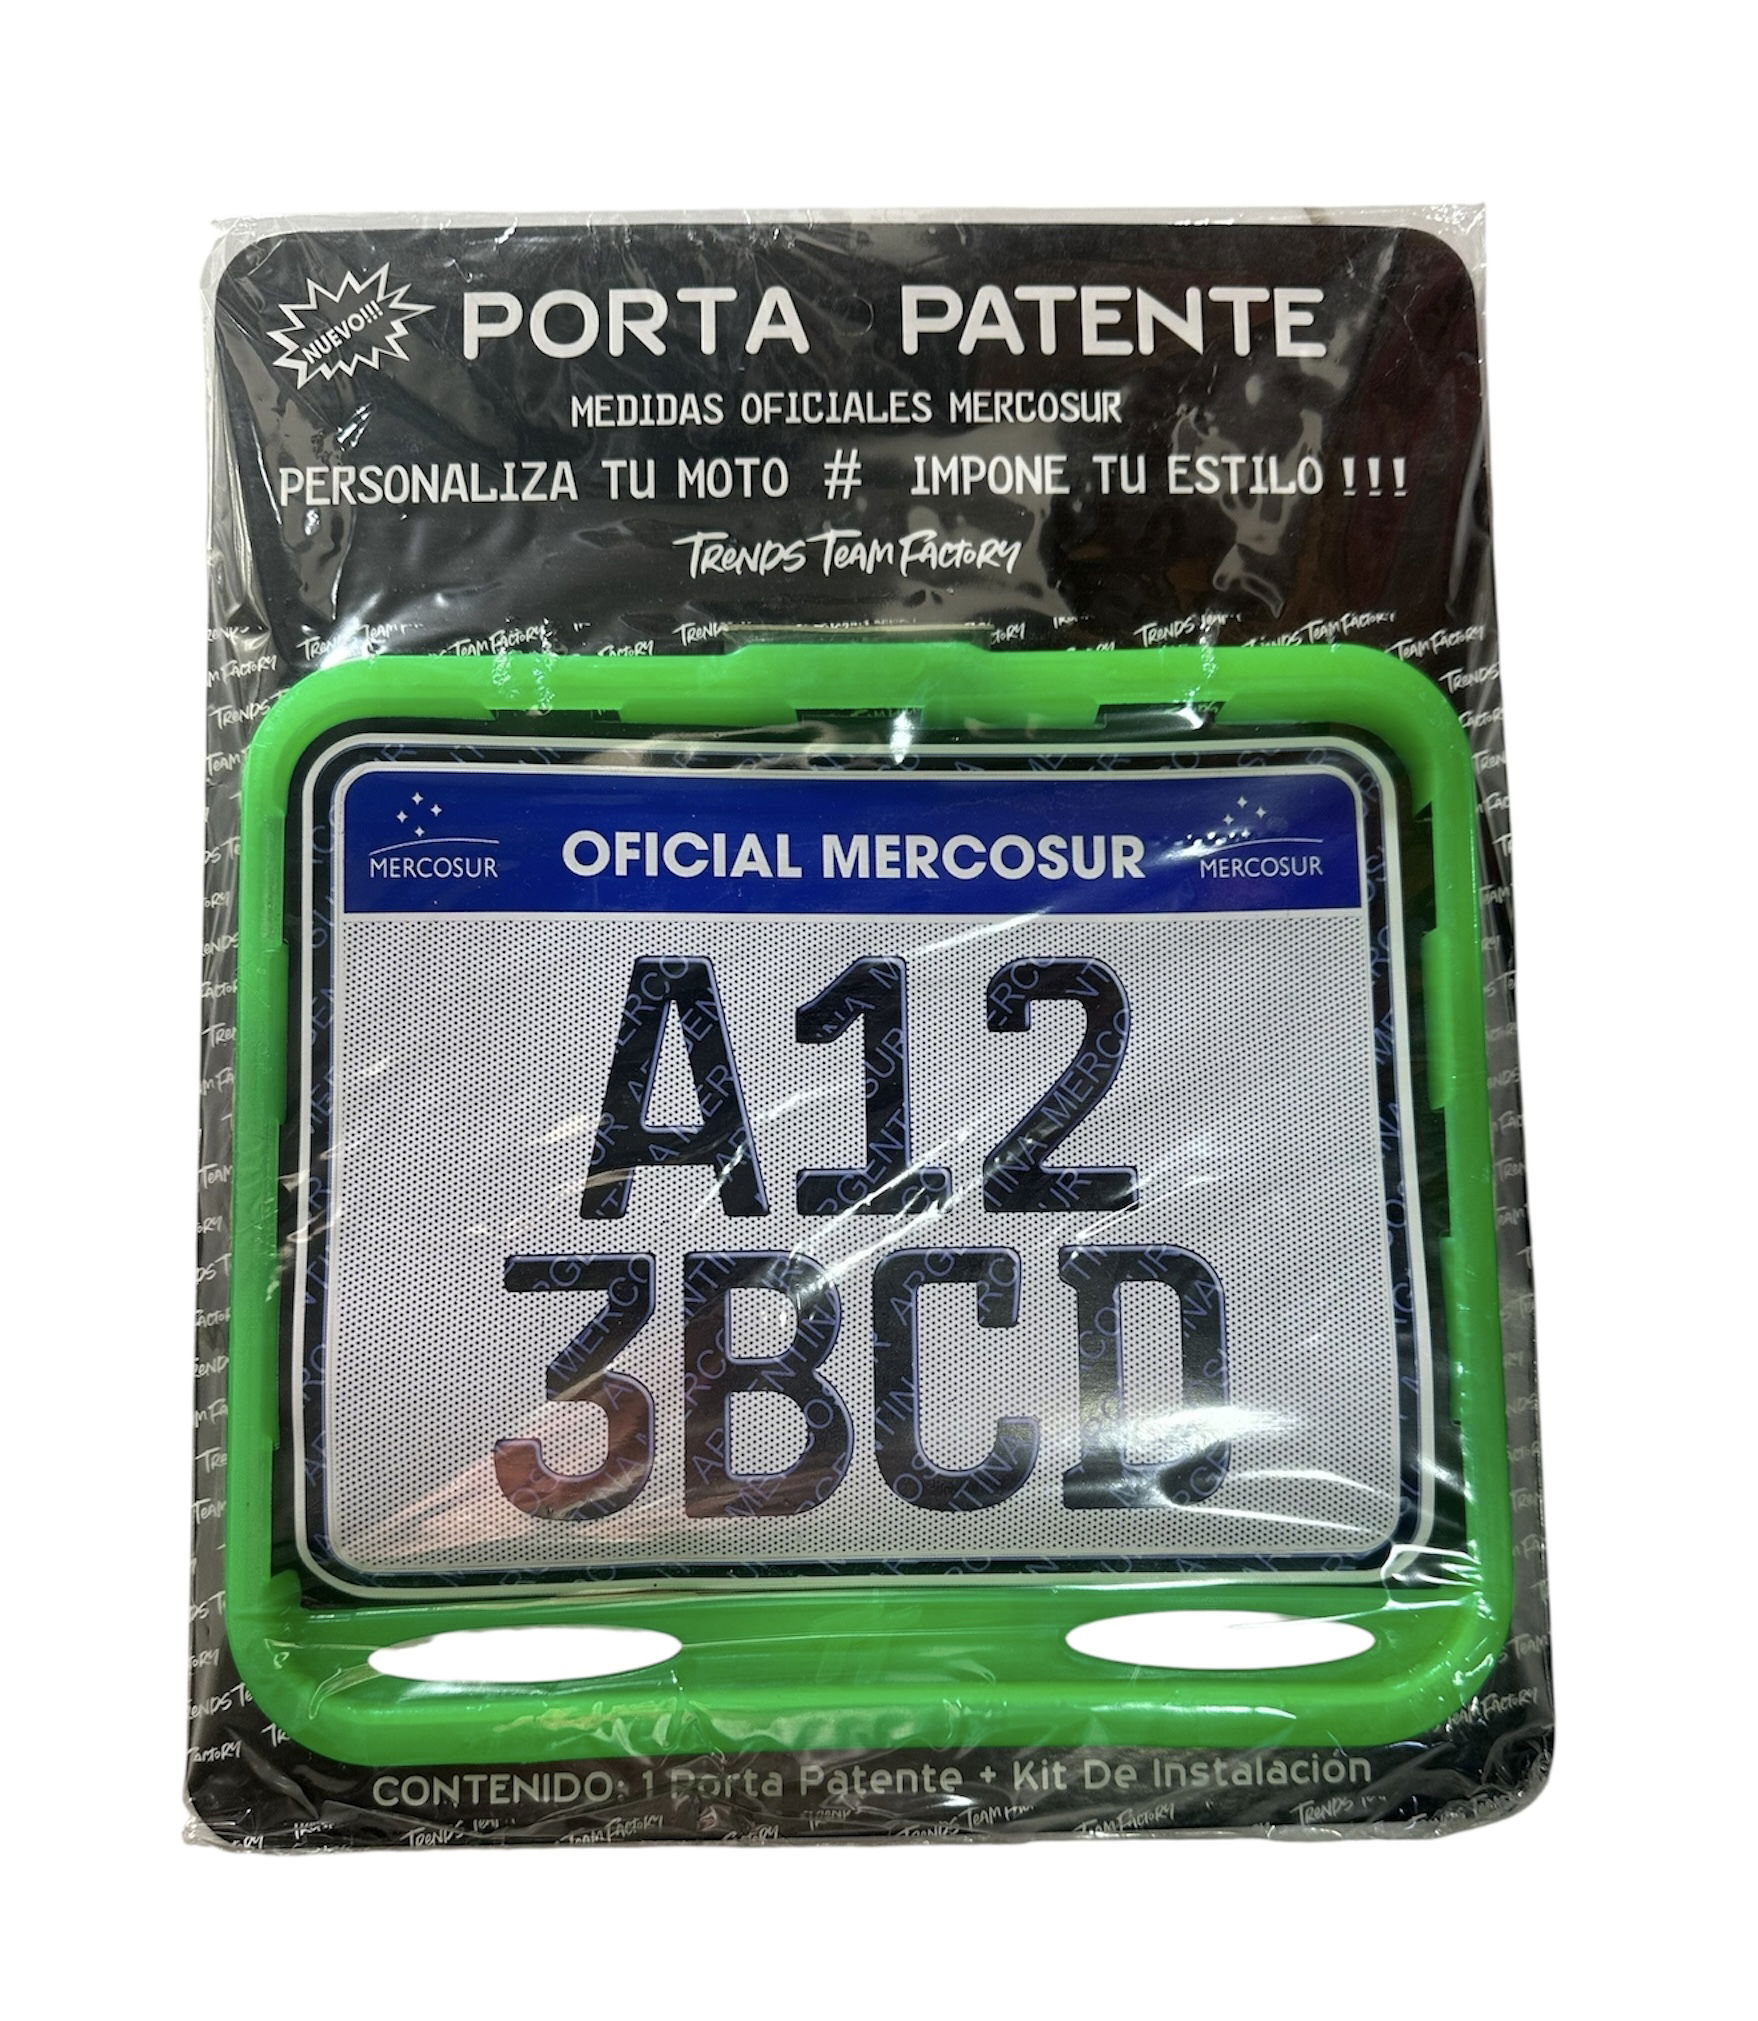 NUEVO!!!
PORTA PATENTE
MEDIDAS OFICIALES MERCOSUR
PERSONALIZA TU MOTO # IMPONE TU ESTILO !!!
TRENDS TEAM FACTORY
MERCOSUR
OFICIAL MERCOSUR
MERCOSUR
A12
3BCD
CONTENIDO: 1 Porta Patente + Kit De Instalación